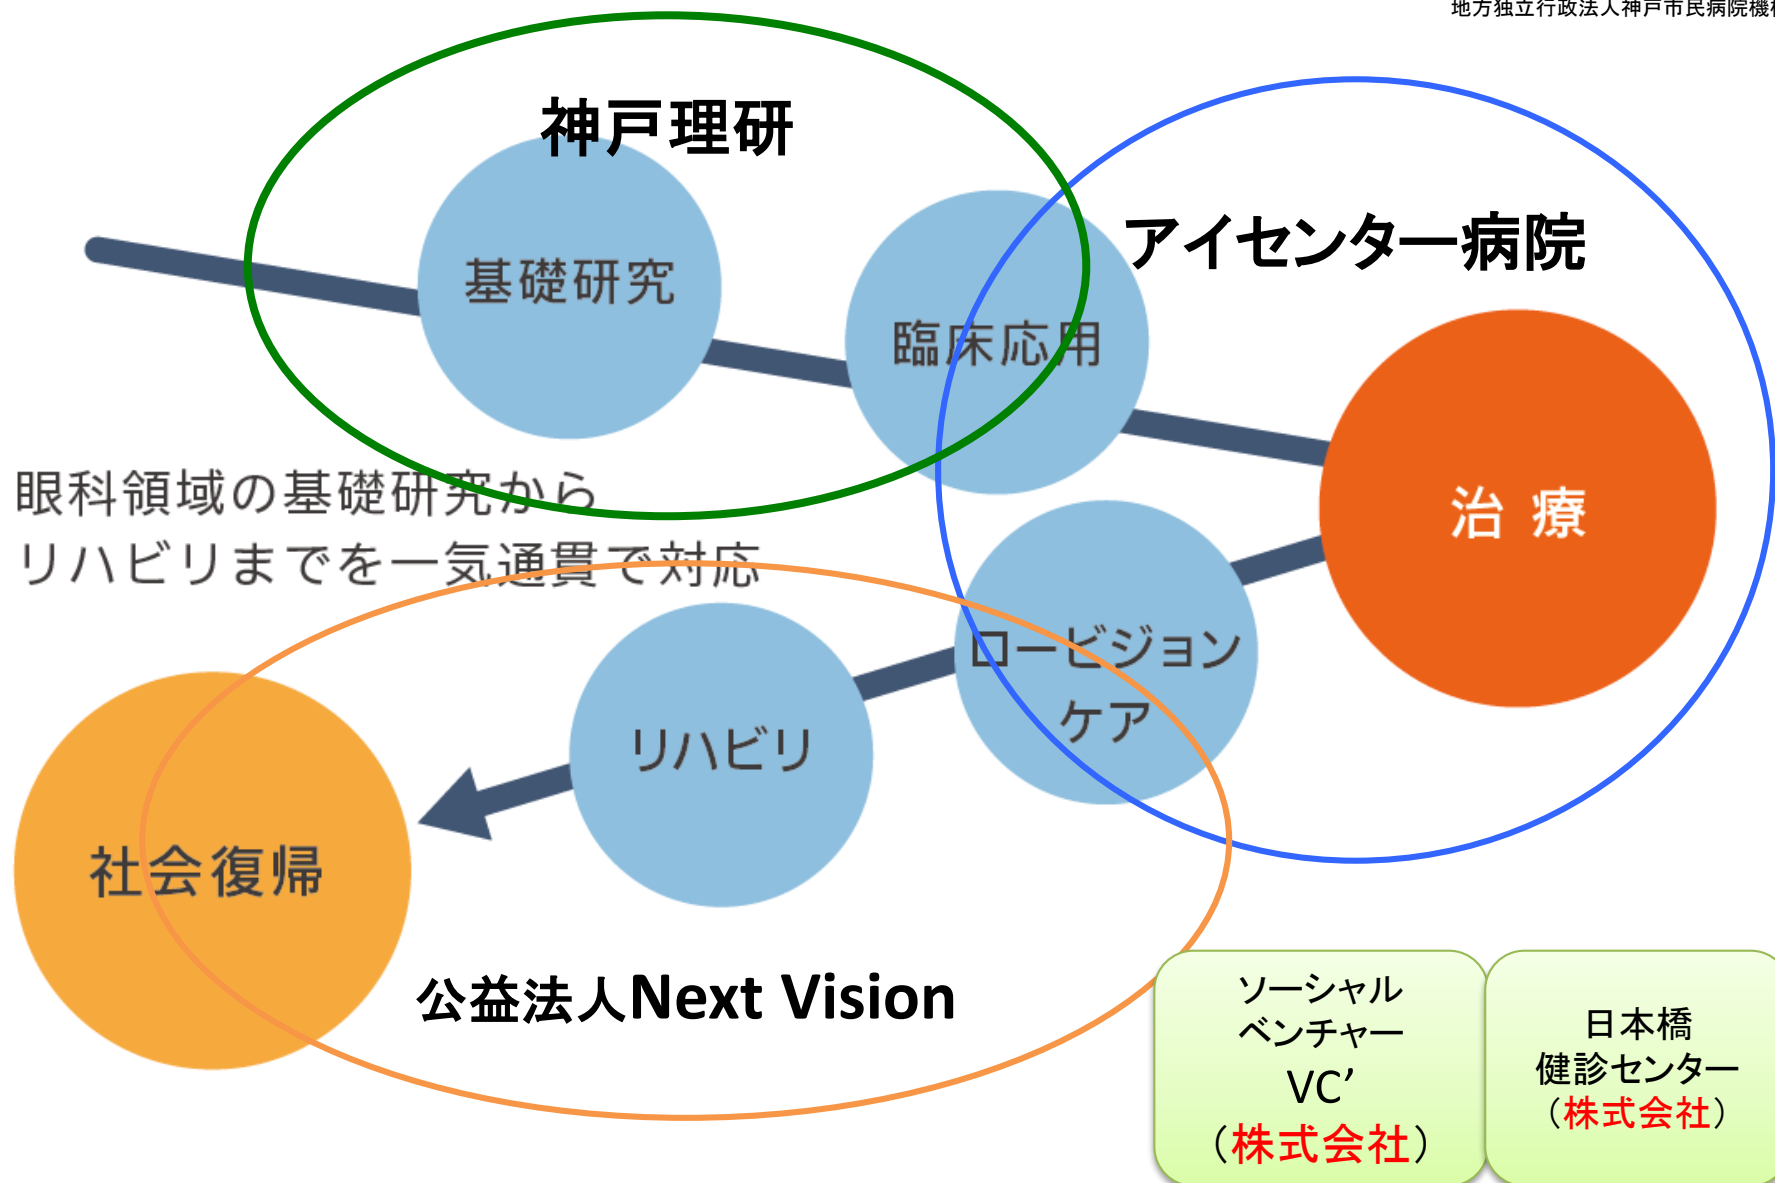 地方独立行政法人神戸市民病院機
神戸理研
アイセンター病院
基礎研究
臨床応用
治 療
眼科領域の基礎研究から
リハビリまでを一気通貫で対応
ロービジョン
ケア
リハビリ
社会復帰
公益法人Next Vision
ソーシャル
ベンチャー
VC’
（株式会社）
日本橋
健診センター
（株式会社）